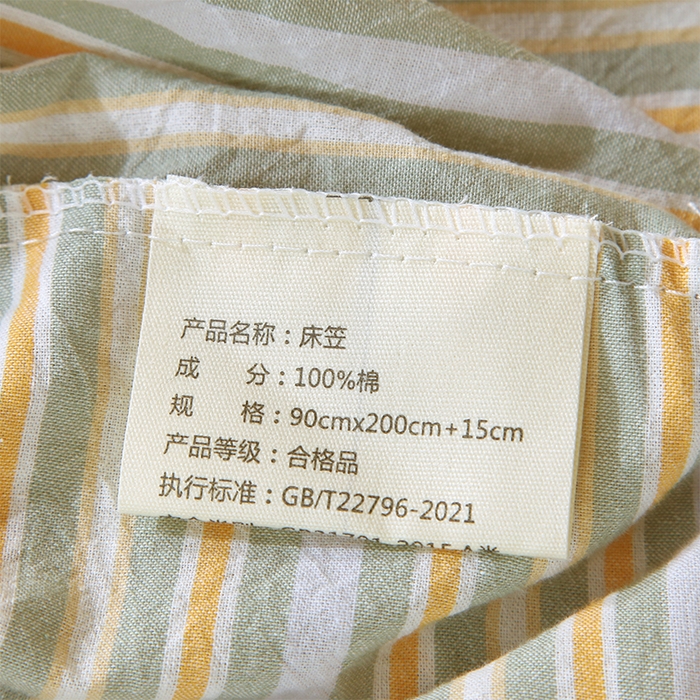 产品名称：床笠
成 分：100%棉
规 格：90cmx200cm+15cm
产品等级：合格品
执行标准：GB/T22796-2021